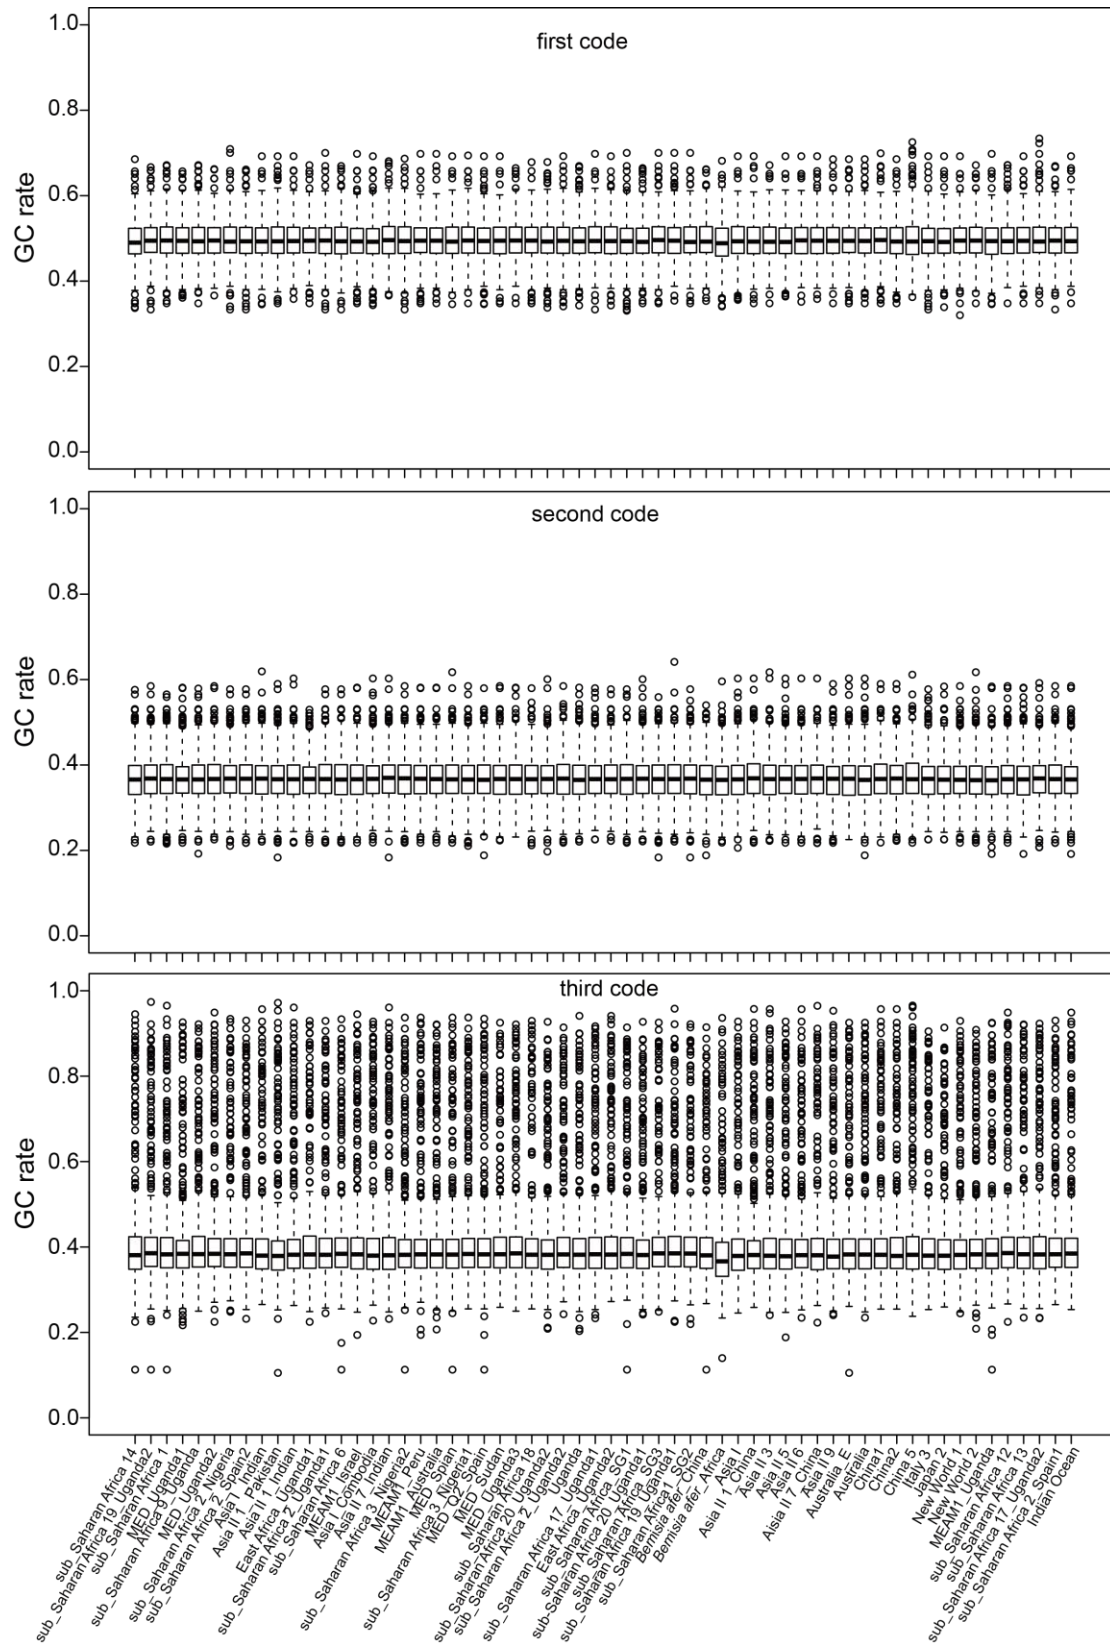 first code
GC rate
1.0
0.8
0.6
0.4
0.2
0.0
second code
GC rate
1.0
0.8
0.6
0.4
0.2
0.0
third code
GC rate
1.0
0.8
0.6
0.4
0.2
0.0
sub_Saharan Africa 14
sub_Saharan Africa 19_Uganda2
sub_Saharan Africa 1
MED_Uganda1
sub_Saharan Africa 9_Uganda
MED_Uganda2
sub_Saharan Africa 2_Nigeria
sub_Saharan Africa 2_Spain2
Asia II 5_Indian
Asia II 1_Pakistan
Asia II 1_Indian
East Africa 1_Uganda1
sub_Saharan Africa 2_Uganda1
sub_Saharan Africa 6
MEAM1_Israel
Asia I_Combodia
Asia II 7_Indian
sub_Saharan Africa 3_Nigeria2
MEAM1_Peru
MEAM1_Australia
MED_Spian
sub_Saharan Africa 3_Nigeria1
MED_Q2_Spain
MED_Sudan
MED_Uganda3
sub_Saharan Africa 18
sub_Saharan Africa 20_Uganda2
sub_Saharan Africa 2_Uganda2
Uganda
sub_Saharan Africa 17_Uganda1
East Africa 1_Uganda2
sub_Saharan Africa_SG1
sub-Saharan Africa 20_Uganda1
sub_Saharan Africa_SG3
sub_Saharan Africa 19_Uganda1
sub_Saharan Africa1_SG2
Bemisia afer_China
Bemisia afer_Africa
Asia I
Asia II 1_China
Asia II 3
Asia II 5
Asia II 6
Asia II 7_China
Aisia II 9
Australia_E
Australia
China1
China2
China 5
Italy 3
Japan 2
New World 1
New World 2
MEAM1_Uganda
sub_Saharan Africa 12
sub_Saharan Africa 13
sub_Saharan Africa 17_Uganda2
sub_Saharan Africa 2_Spain1
Indian Ocean